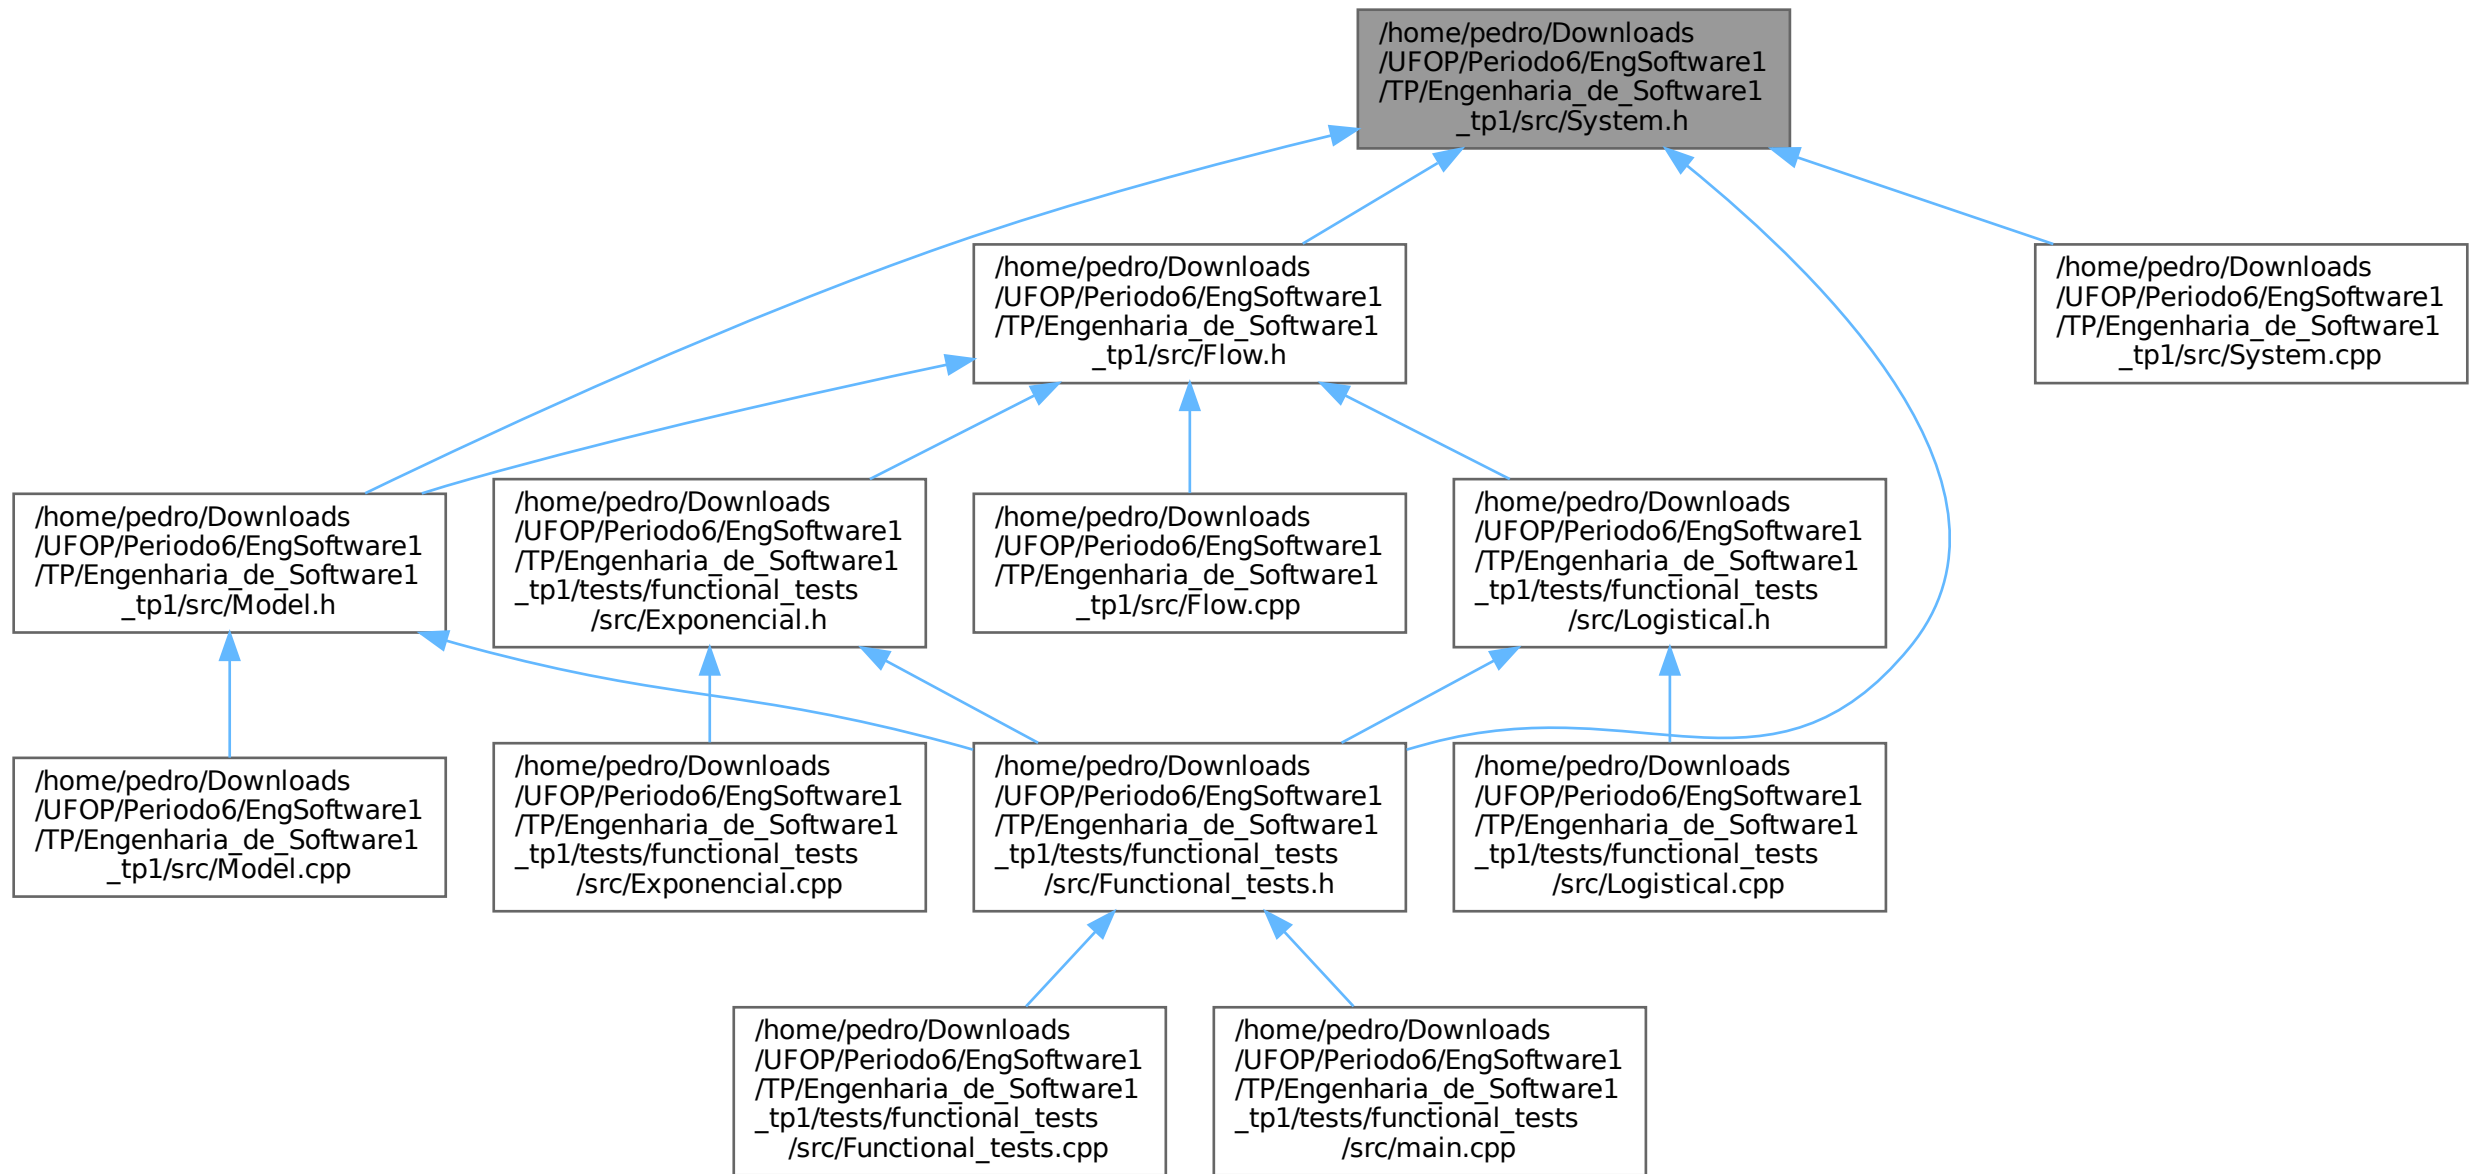 /home/pedro/Downloads
/UFOP/Periodo6/EngSoftware1
/TP/Engenharia_de_Software1
_tp1/src/System.h
/home/pedro/Downloads
/UFOP/Periodo6/EngSoftware1
/TP/Engenharia_de_Software1
_tp1/src/Flow.h
/home/pedro/Downloads
/UFOP/Periodo6/EngSoftware1
/TP/Engenharia_de_Software1
_tp1/src/System.cpp
/home/pedro/Downloads
/UFOP/Periodo6/EngSoftware1
/TP/Engenharia_de_Software1
_tp1/src/Model.h
/home/pedro/Downloads
/UFOP/Periodo6/EngSoftware1
/TP/Engenharia_de_Software1
_tp1/tests/functional_tests
/src/Exponencial.h
/home/pedro/Downloads
/UFOP/Periodo6/EngSoftware1
/TP/Engenharia_de_Software1
_tp1/src/Flow.cpp
/home/pedro/Downloads
/UFOP/Periodo6/EngSoftware1
/TP/Engenharia_de_Software1
_tp1/tests/functional_tests
/src/Logistical.h
/home/pedro/Downloads
/UFOP/Periodo6/EngSoftware1
/TP/Engenharia_de_Software1
_tp1/src/Model.cpp
/home/pedro/Downloads
/UFOP/Periodo6/EngSoftware1
/TP/Engenharia_de_Software1
_tp1/tests/functional_tests
/src/Exponencial.cpp
/home/pedro/Downloads
/UFOP/Periodo6/EngSoftware1
/TP/Engenharia_de_Software1
_tp1/tests/functional_tests
/src/Functional_tests.h
/home/pedro/Downloads
/UFOP/Periodo6/EngSoftware1
/TP/Engenharia_de_Software1
_tp1/tests/functional_tests
/src/Logistical.cpp
/home/pedro/Downloads
/UFOP/Periodo6/EngSoftware1
/TP/Engenharia_de_Software1
_tp1/tests/functional_tests
/src/Functional_tests.cpp
/home/pedro/Downloads
/UFOP/Periodo6/EngSoftware1
/TP/Engenharia_de_Software1
_tp1/tests/functional_tests
/src/main.cpp